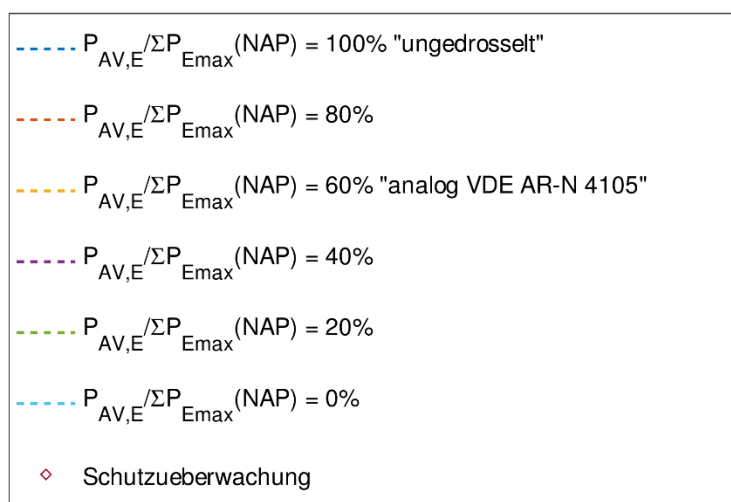 P_AV,E/ΣP_Emax(NAP) = 100% "ungedrosselt"
P_AV,E/ΣP_Emax(NAP) = 80%
P_AV,E/ΣP_Emax(NAP) = 60% "analog VDE AR-N 4105"
P_AV,E/ΣP_Emax(NAP) = 40%
P_AV,E/ΣP_Emax(NAP) = 20%
P_AV,E/ΣP_Emax(NAP) = 0%
Schutzueberwachung